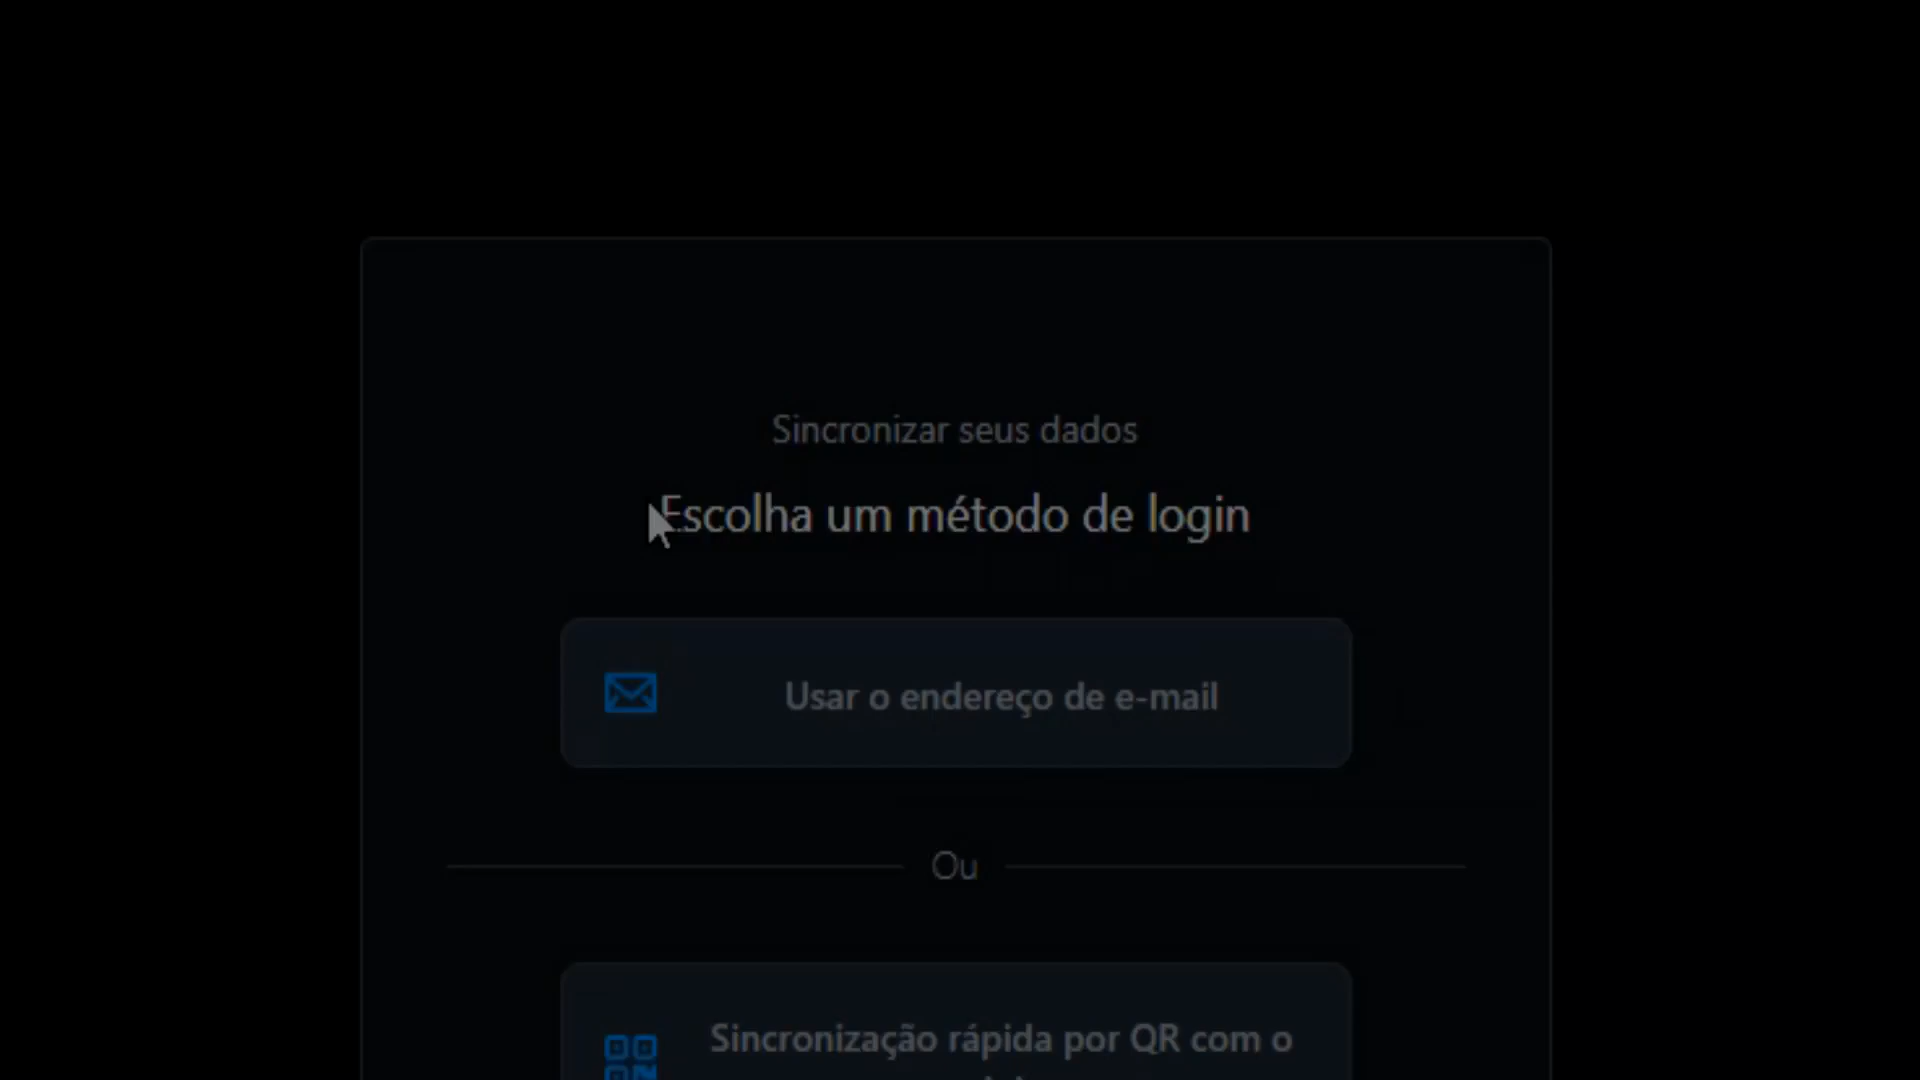 Sincronizar seus dados
Escolha um método de login
Usar o endereço de e-mail
Ou
Sincronização rápida por QR com o